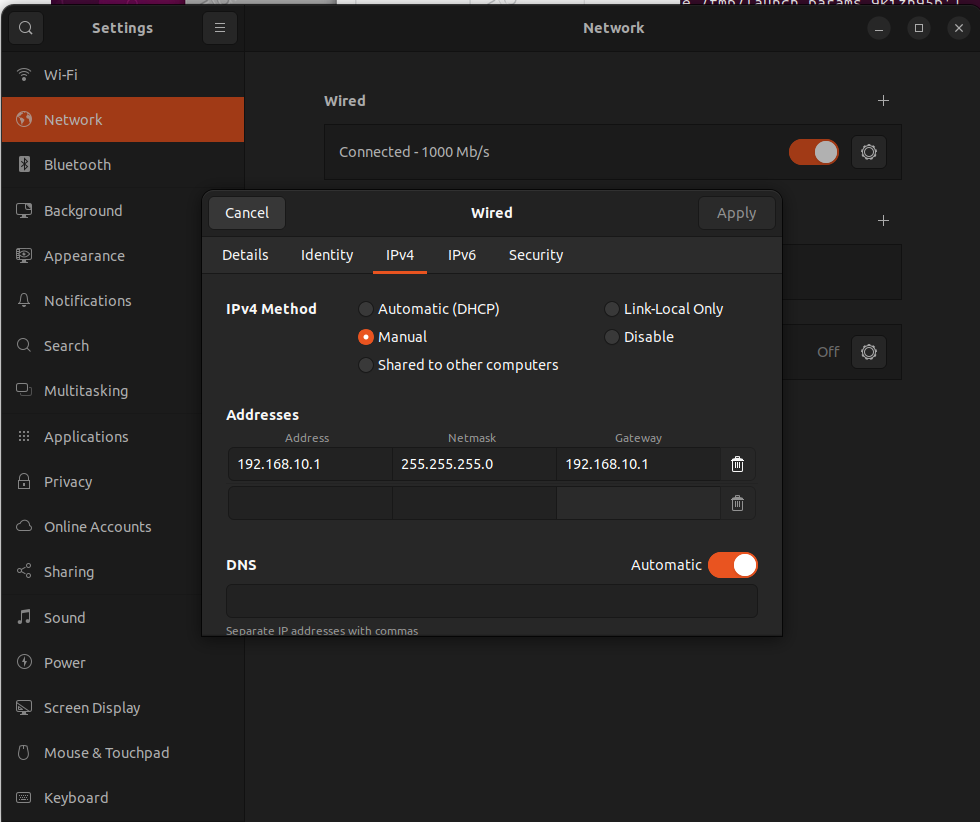 Settings
Network
Wi-Fi
Network
Bluetooth
Background
Appearance
Notifications
Search
Multitasking
Applications
Privacy
Online Accounts
Sharing
Sound
Power
Screen Display
Mouse & Touchpad
Keyboard
Wired
Connected - 1000 Mb/s
Off
Cancel
Wired
Apply
Details Identity IPv4 IPv6 Security
IPv4 Method
Automatic (DHCP)
Link-Local Only
Manual
Disable
Shared to other computers
Addresses
Address Netmask Gateway
192.168.10.1 255.255.255.0 192.168.10.1
DNS
Automatic
Separate IP addresses with commas